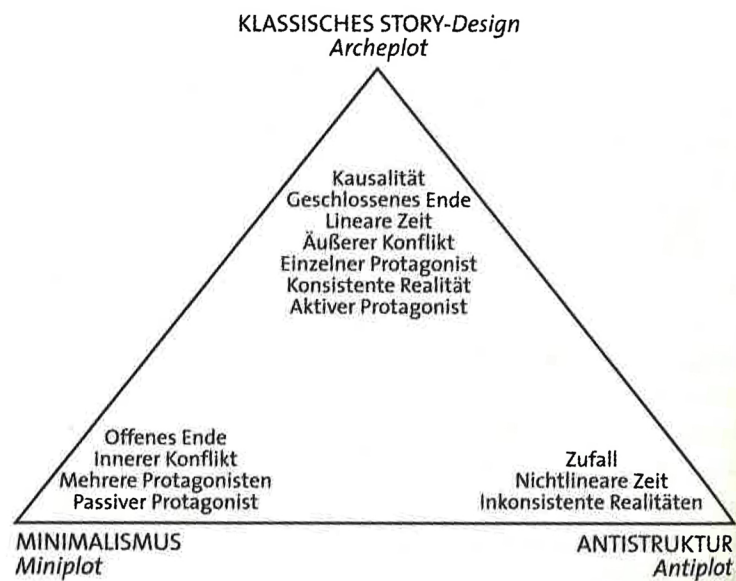 KLASSISCHES STORY-Design
Archeplot
Kausalität
Geschlossenes Ende
Lineare Zeit
Äußerer Konflikt
Einzelner Protagonist
Konsistente Realität
Aktiver Protagonist
Offenes Ende
Innerer Konflikt
Mehrere Protagonisten
Passiver Protagonist
Zufall
Nichtlineare Zeit
Inkonsistente Realitäten
MINIMALISMUS
Miniplot
ANTISTRUKTUR
Antiplot